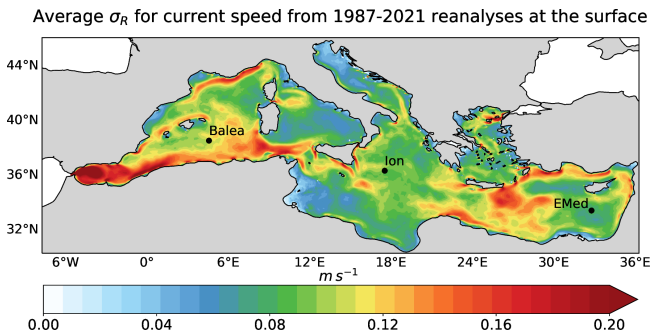 Average σR for current speed from 1987-2021 reanalyses at the surface
44°N
40°N
36°N
32°N
Balea
Ion
EMed
6°W 0° 6°E 12°E 18°E 24°E 30°E 36°E
m s⁻¹
0.00 0.04 0.08 0.12 0.16 0.20